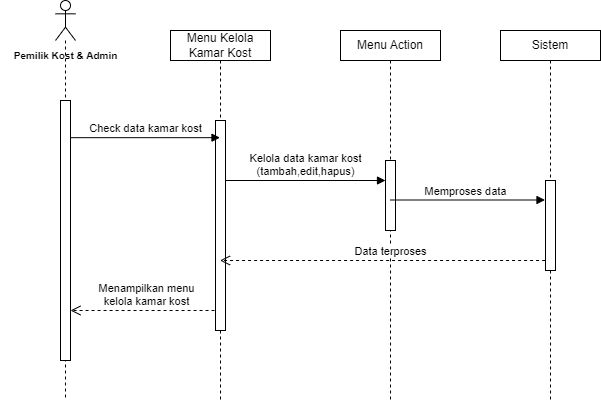 Pemilik Kost & Admin
Menu Kelola
Kamar Kost
Menu Action
Sistem
Check data kamar kost
Kelola data kamar kost
(tambah,edit,hapus)
Memproses data
Data terproses
Menampilkan menu
kelola kamar kost